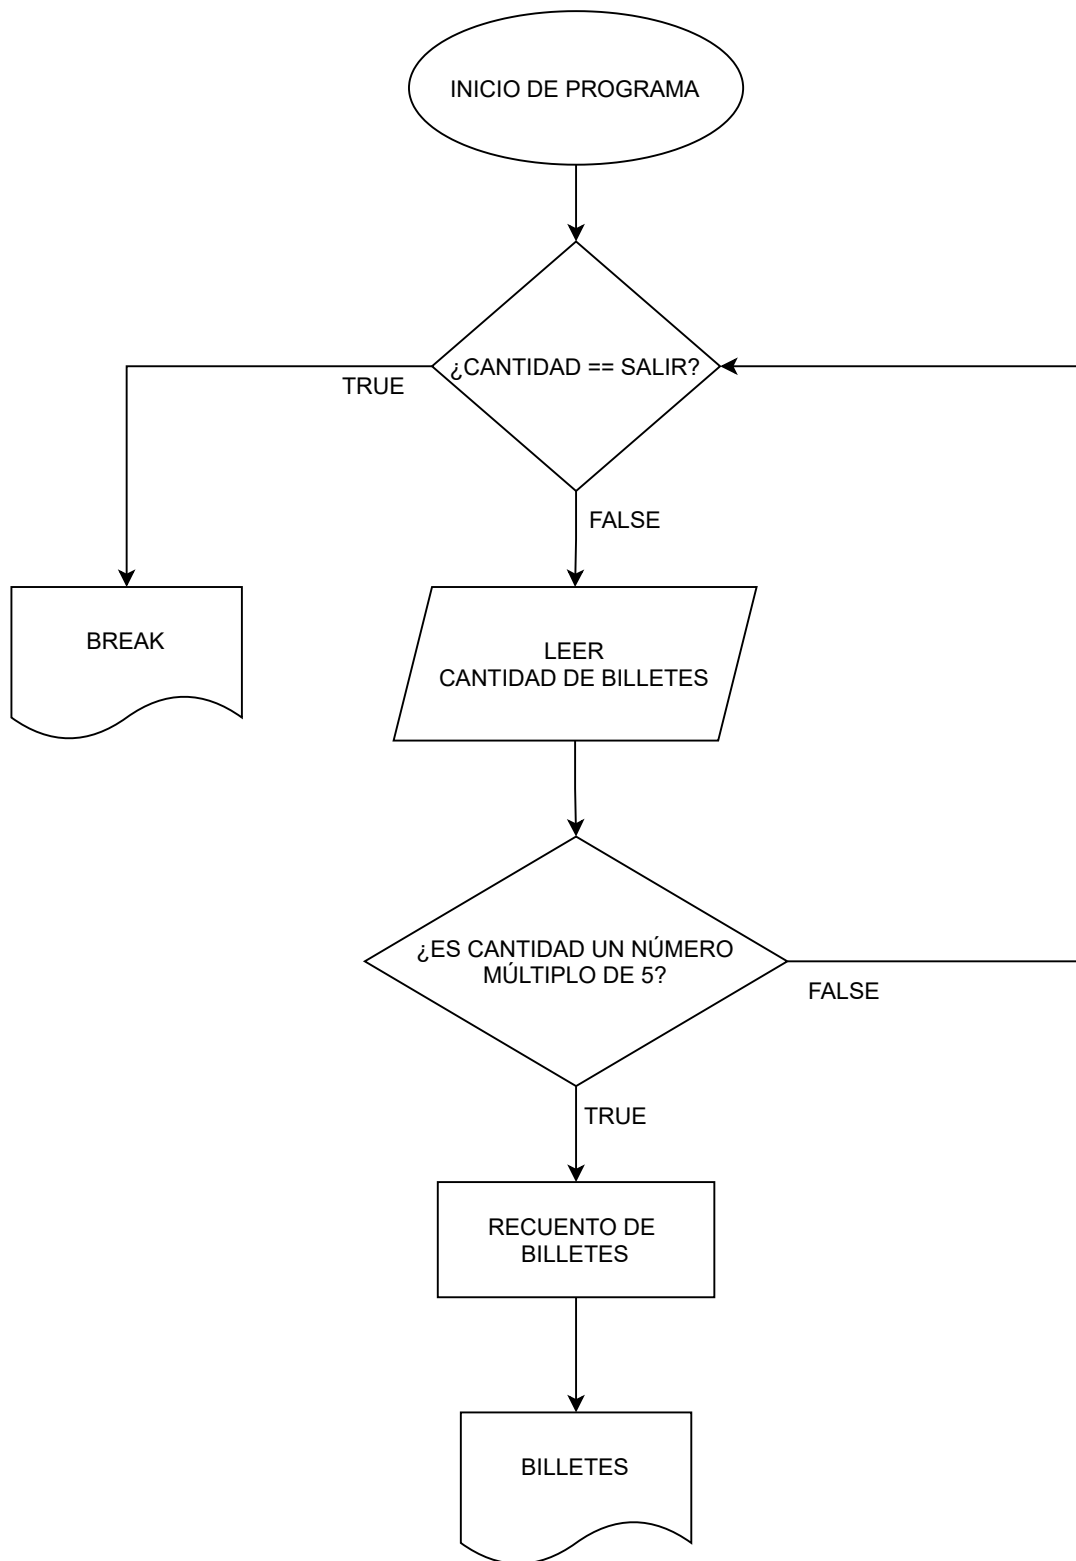 INICIO DE PROGRAMA
¿CANTIDAD == SALIR?
TRUE
FALSE
BREAK
LEER
CANTIDAD DE BILLETES
¿ES CANTIDAD UN NÚMERO
MÚLTIPLO DE 5?
FALSE
TRUE
RECUENTO DE
BILLETES
BILLETES